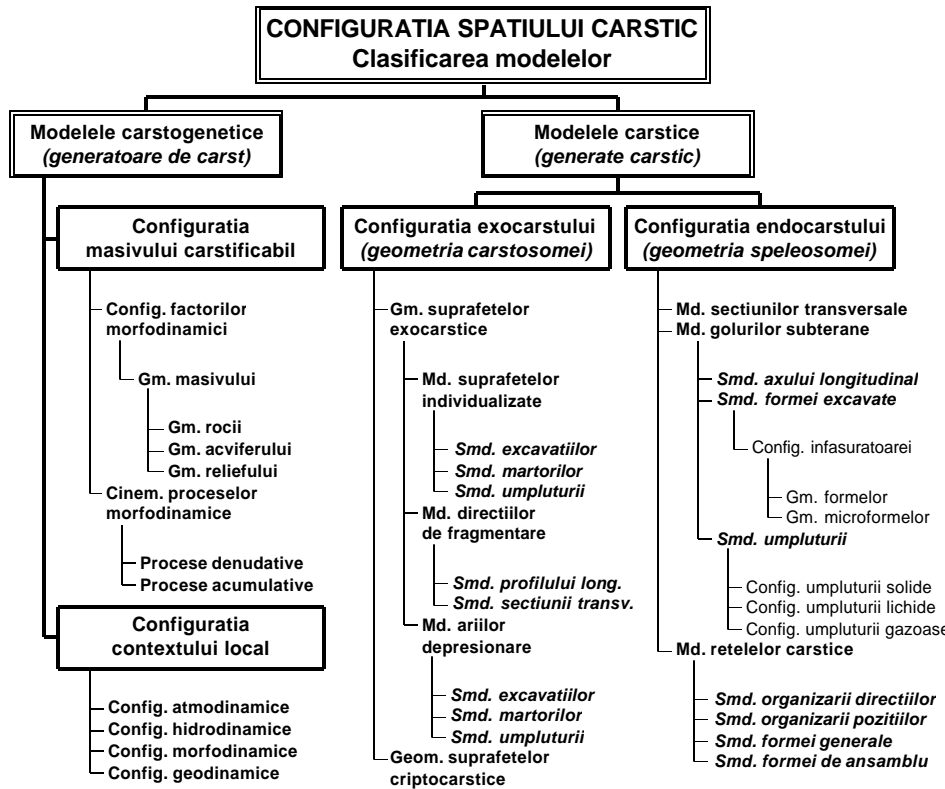 CONFIGURATIA SPATIULUI CARSTIC
Clasificarea modelelor
Modelele carstogenetice
(generatoare de carst)
Modelele carstice
(generate carstic)
Configuratia
masivului carstificabil
Config. factorilor
morfodinamici
Gm. masivului
Gm. rocii
Gm. acviferului
Gm. reliefului
Cinem. proceselor
morfodinamice
Procese denudative
Procese acumulative
Configuratia
contextului local
Config. atmodinamice
Config. hidrodinamice
Config. morfodinamice
Config. geodinamice
Configuratia exocarstului
(geometria carstosomei)
Gm. suprafetelor
exocarstice
Md. suprafetelor
individualizate
Smd. excavatiilor
Smd. martorilor
Smd. umpluturii
Md. directiilor
de fragmentare
Smd. profilului long.
Smd. sectiunii transv.
Md. ariilor
depresionare
Smd. excavatiilor
Smd. martorilor
Smd. umpluturii
Geom. suprafetelor
criptocarstice
Configuratia endocarstului
(geometria speleosomei)
Md. sectiunilor transversale
Md. golurilor subterane
Smd. axului longitudinal
Smd. formei excavate
Config. infasuratoarei
Gm. formelor
Gm. microformelor
Smd. umpluturii
Config. umpluturii solide
Config. umpluturii lichide
Config. umpluturii gazoase
Md. retelelor carstice
Smd. organizarii directiilor
Smd. organizarii pozitiilor
Smd. formei generale
Smd. formei de ansamblu